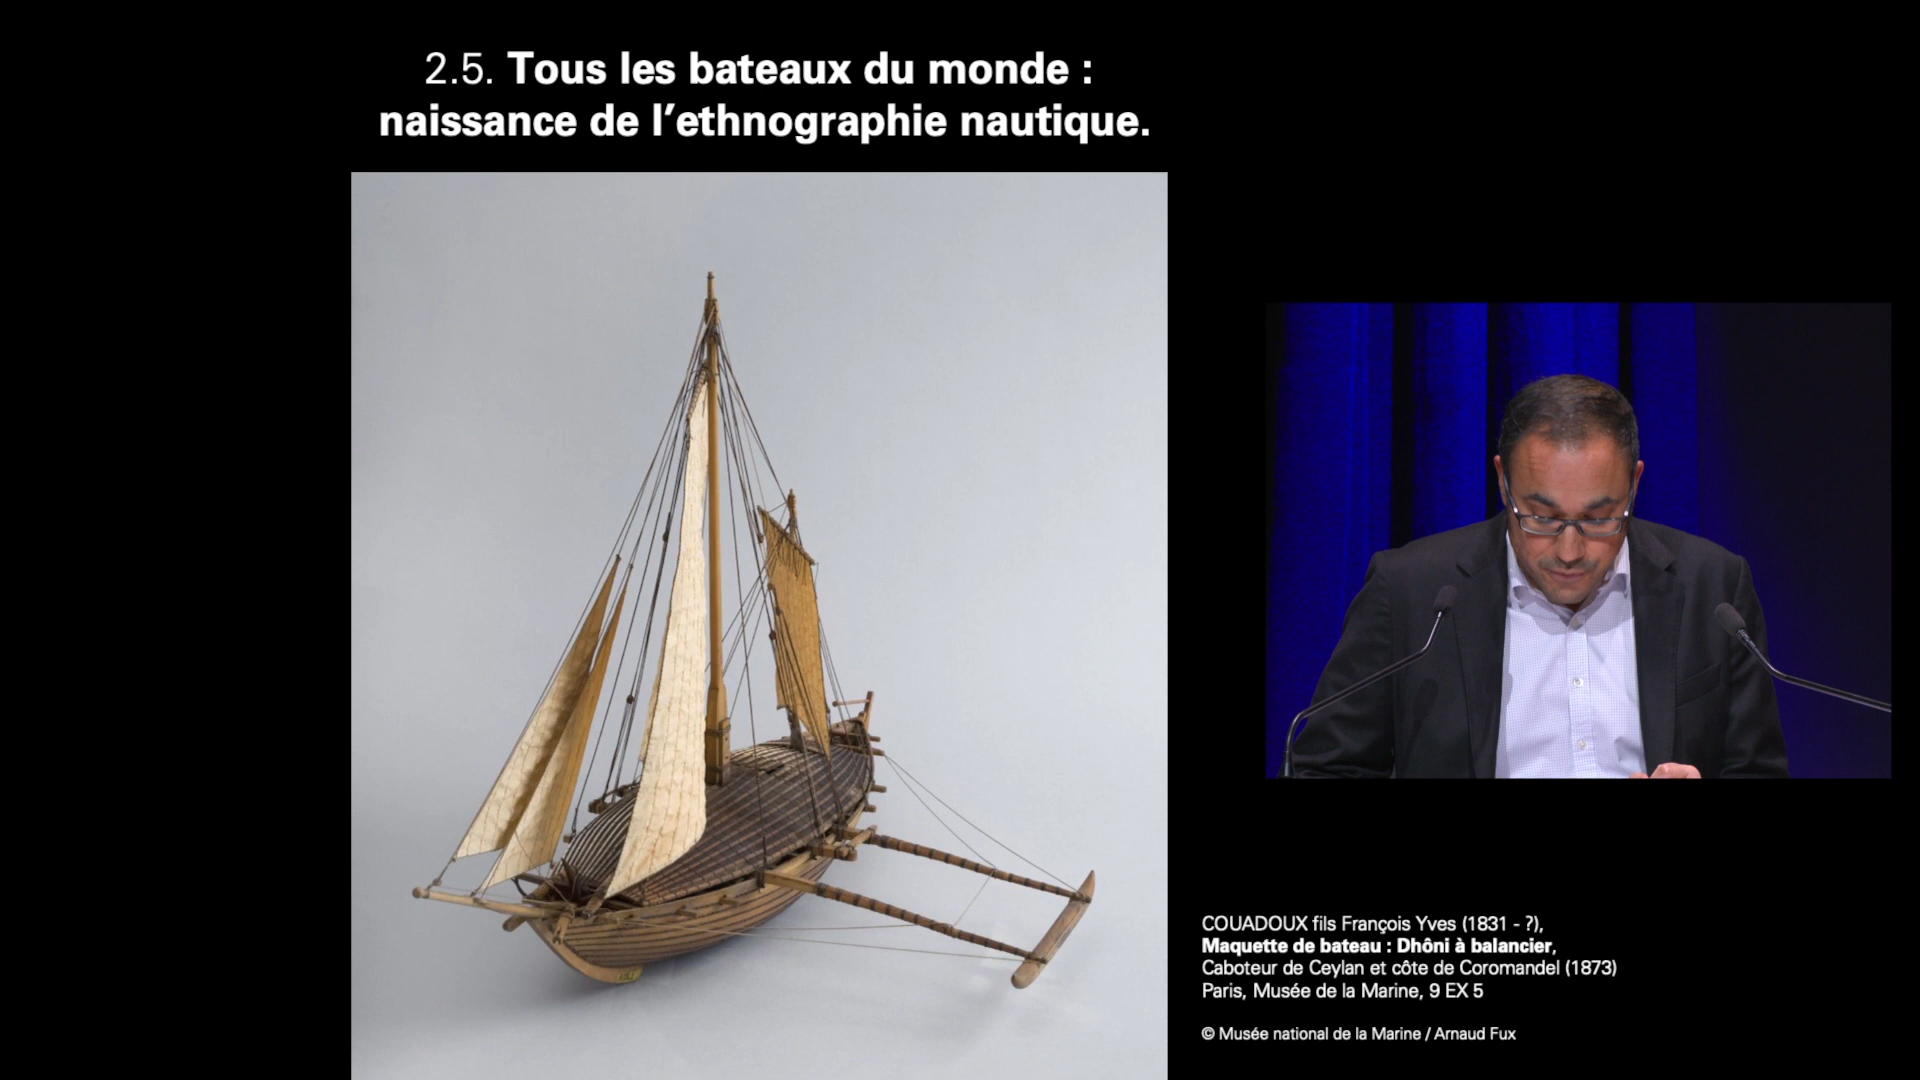 2.5. Tous les bateaux du monde :
naissance de l’ethnographie nautique.
COUADOUX fils François Yves (1831 - ?),
Maquette de bateau : Dhôni à balancier,
Caboteur de Ceylan et côte de Coromandel (1873)
Paris, Musée de la Marine, 9 EX 5
© Musée national de la Marine / Arnaud Fux